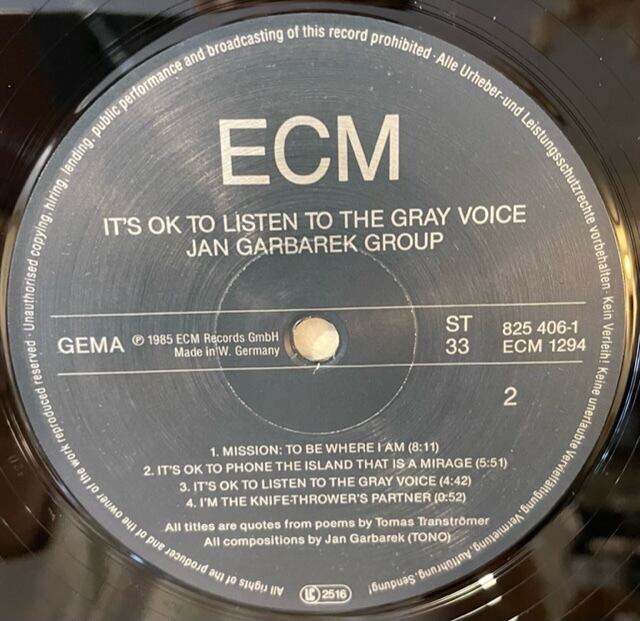 ECM
IT'S OK TO LISTEN TO THE GRAY VOICE
JAN GARBAREK GROUP
GEMA ℗ 1985 ECM Records GmbH
Made in W. Germany
ST
33
825 406-1
ECM 1294
2
1. MISSION: TO BE WHERE I AM (8:11)
2. IT'S OK TO PHONE THE ISLAND THAT IS A MIRAGE (5:51)
3. IT'S OK TO LISTEN TO THE GRAY VOICE (4:42)
4. I'M THE KNIFE-THROWER'S PARTNER (0:52)
All titles are quotes from poems by Tomas Tranströmer
All compositions by Jan Garbarek (TONO)
LC 2516
All rights of the producer and of the owner of the work reproduced reserved · Unauthorised copying, hiring, lending, public performance and broadcasting of this record prohibited · Alle Urheber-und Leistungsschutzrechte vorbehalten · Kein Verleih! Keine unerlaubte Vervielfältigung, Vermietung, Aufführung, Sendung!